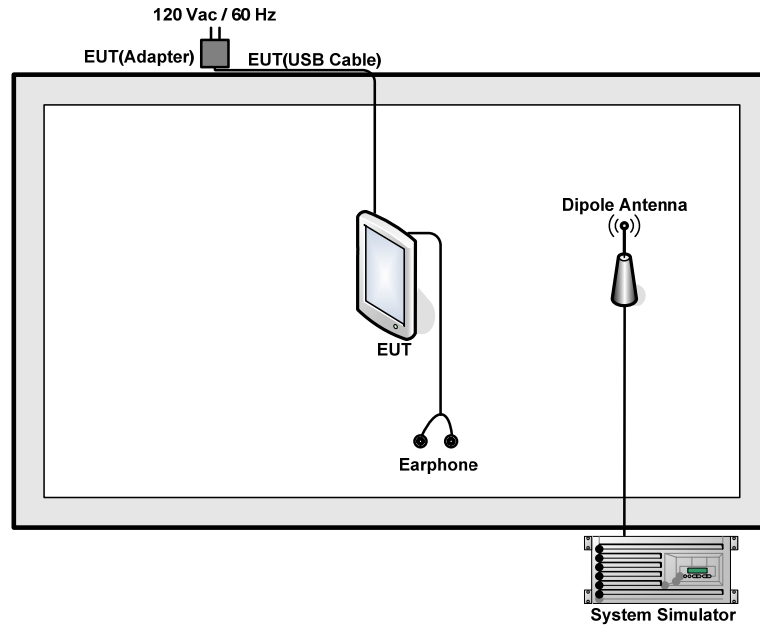 120 Vac / 60 Hz
EUT(Adapter)
EUT(USB Cable)
Dipole Antenna
EUT
Earphone
System Simulator